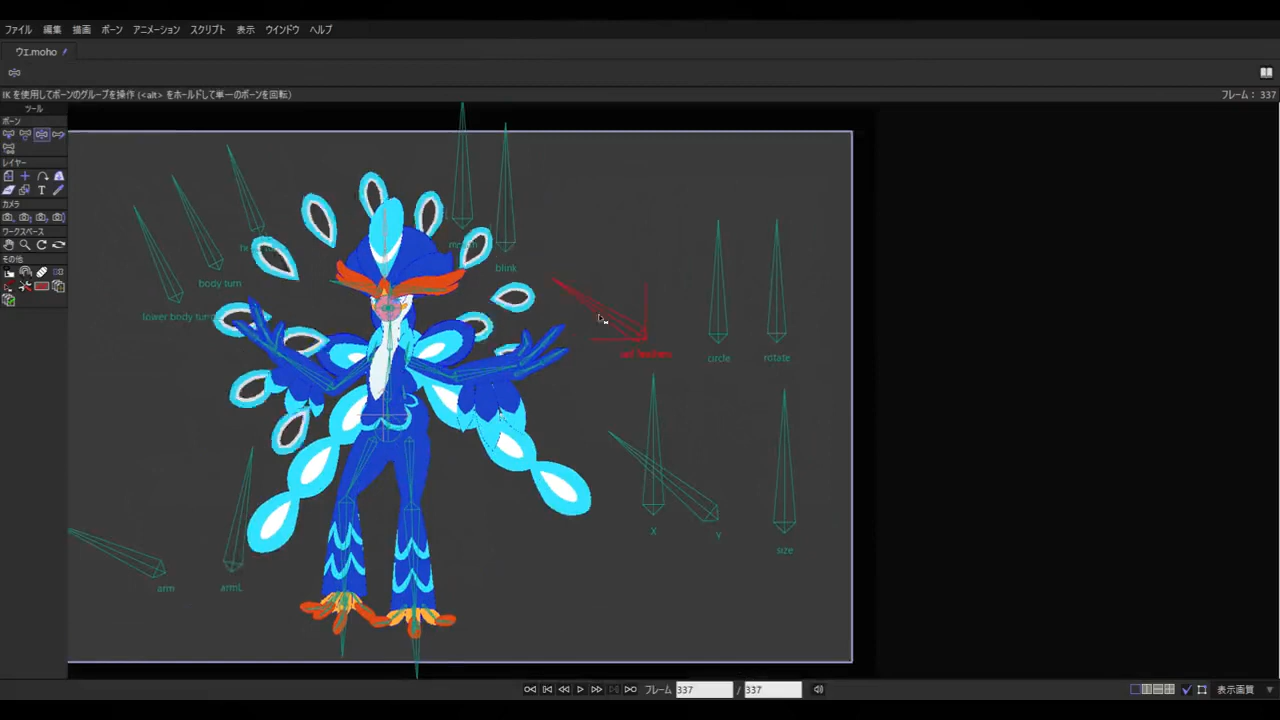 ファイル 編集 描画 ボーン アニメーション スクリプト 表示 ウインドウ ヘルプ
ウェ.moho
IK を使用してボーンのグループを操作 (<alt> をホールドして単一のボーンを回転)
フレーム： 337
ツール
ボーン
レイヤー
カメラ
ワークスペース
その他
blink
body turn
lower body turn
circle
rotate
X
Y
size
arm
armL
フレーム 337 / 337
表示画質